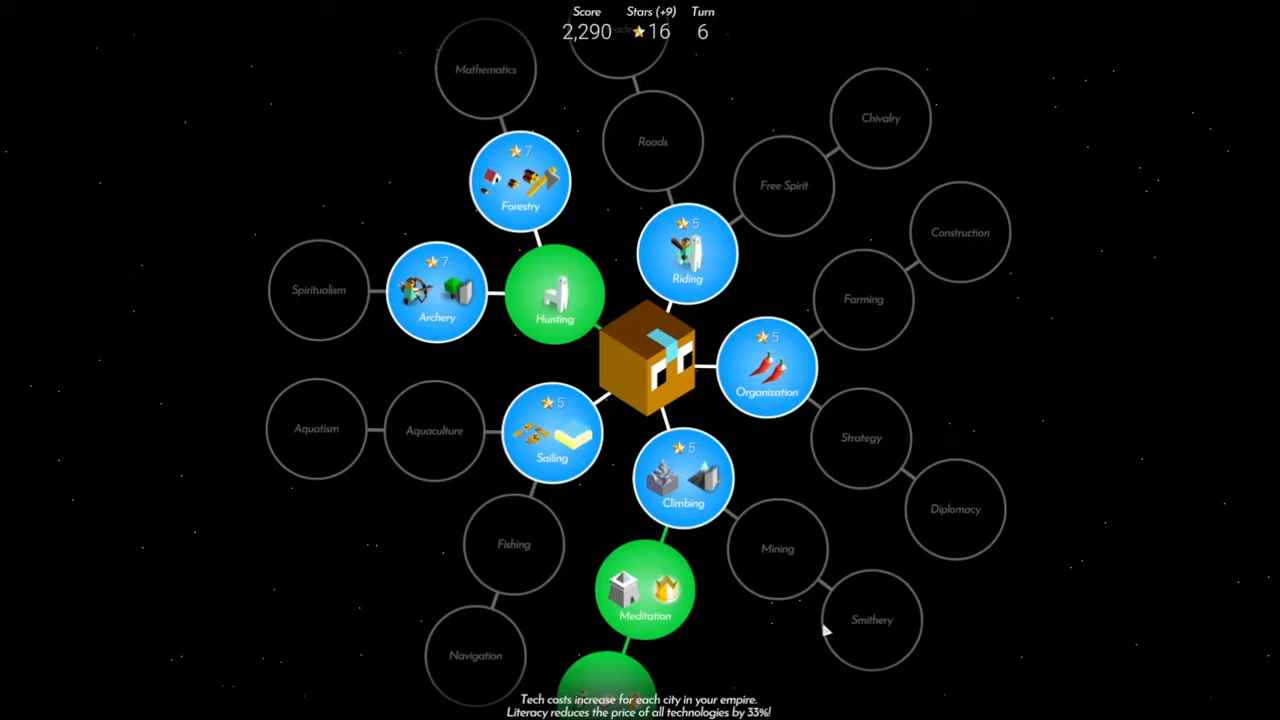 Score
Stars (+9)
Turn
2,290
16
6
Mathematics
Roads
Chivalry
7
Forestry
Free Spirit
Construction
5
Riding
7
Archery
Spiritualism
Hunting
Farming
5
Organization
5
Sailing
Aquatism
Aquaculture
Strategy
5
Climbing
Diplomacy
Fishing
Mining
Meditation
Smithery
Navigation
Tech costs increase for each city in your empire.
Literacy reduces the price of all technologies by 33%!